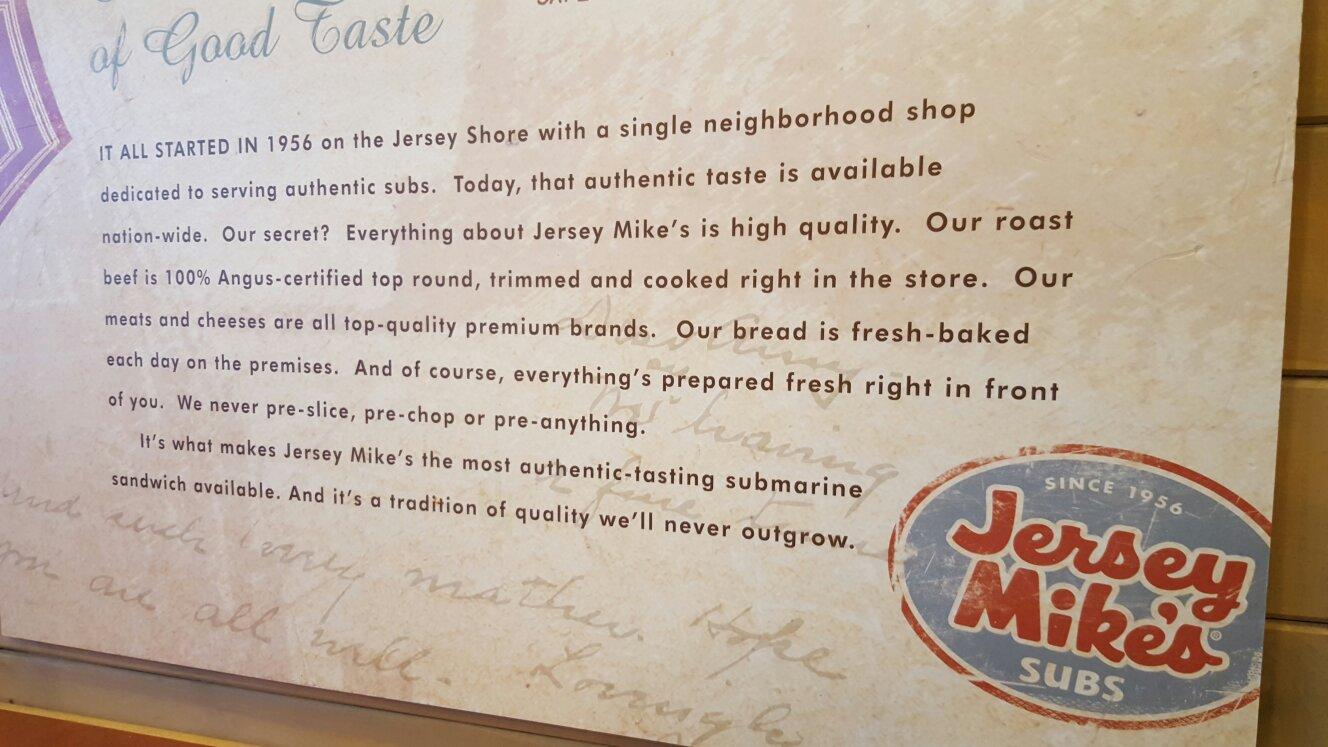 of Good Taste
IT ALL STARTED IN 1956 on the Jersey Shore with a single neighborhood shop
dedicated to serving authentic subs. Today, that authentic taste is available
nation-wide. Our secret? Everything about Jersey Mike's is high quality. Our roast
beef is 100% Angus-certified top round, trimmed and cooked right in the store. Our
meats and cheeses are all top-quality premium brands. Our bread is fresh-baked
each day on the premises. And of course, everything's prepared fresh right in front
of you. We never pre-slice, pre-chop or pre-anything.
It's what makes Jersey Mike's the most authentic-tasting submarine
sandwich available. And it's a tradition of quality we'll never outgrow.
having
Hope
you are all well.
SINCE 1956
Jersey
Mike's®
SUBS